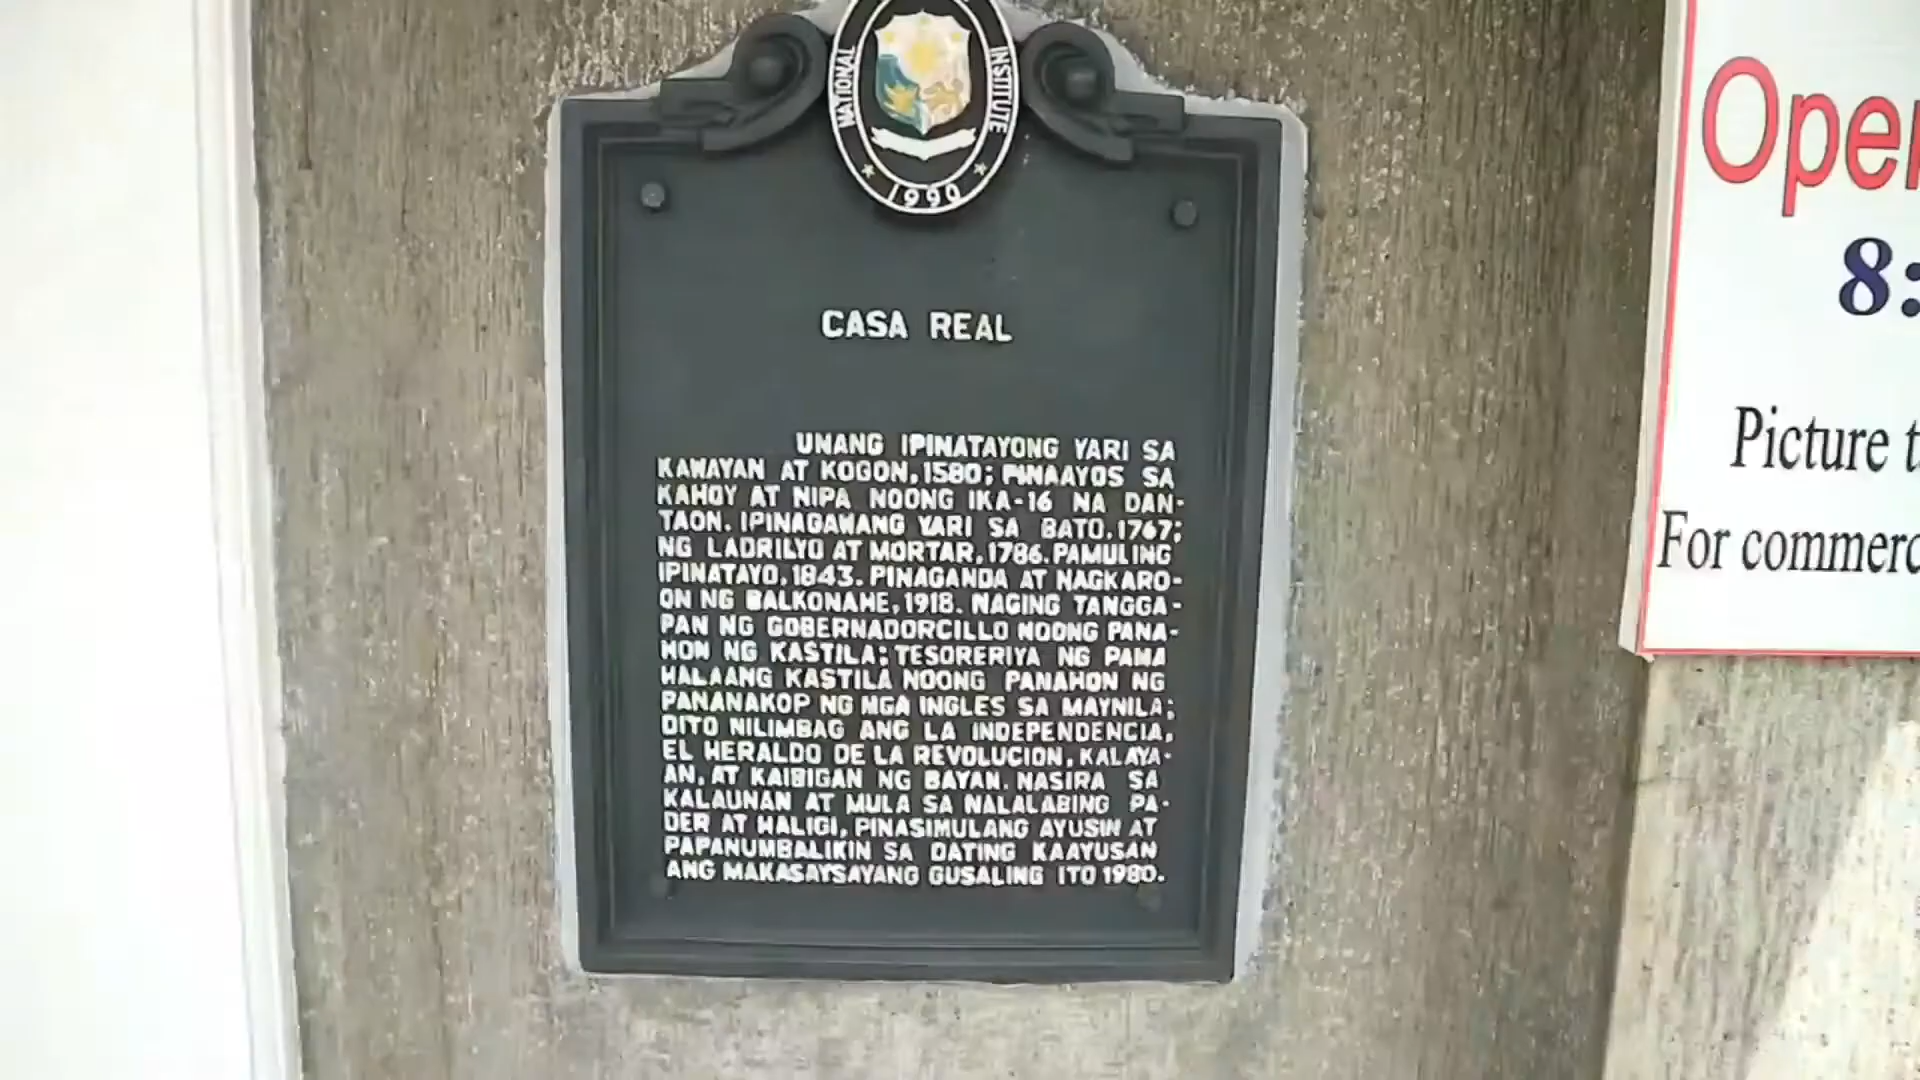 NATIONAL
INSTITUTE
1990
CASA REAL
UNANG IPINATAYONG YARI SA
KAWAYAN AT KOGON, 1580; PINAAYOS SA
KAHOY AT NIPA NOONG IKA-16 NA DAN-
TAON. IPINAGAWANG YARI SA BATO, 1767;
NG LADRILYO AT MORTAR, 1786. PAMULING
IPINATAYO, 1843. PINAGANDA AT NAGKARO-
ON NG BALKONAHE, 1918. NAGING TANGGA-
PAN NG GOBERNADORCILLO NOONG PANA-
HON NG KASTILA; TESORERIYA NG PAMA
HALAANG KASTILA NOONG PANAHON NG
PANANAKOP NG MGA INGLES SA MAYNILA;
DITO NILIMBAG ANG LA INDEPENDENCIA,
EL HERALDO DE LA REVOLUCION, KALAYA-
AN, AT KAIBIGAN NG BAYAN. NASIRA SA
KALAUNAN AT MULA SA NALALABING PA-
DER AT HALIGI, PINASIMULANG AYUSIN AT
PAPANUMBALIKIN SA DATING KAAYUSAN
ANG MAKASAYSAYANG GUSALING ITO 1980.
Open
8:
Picture t
For commerc